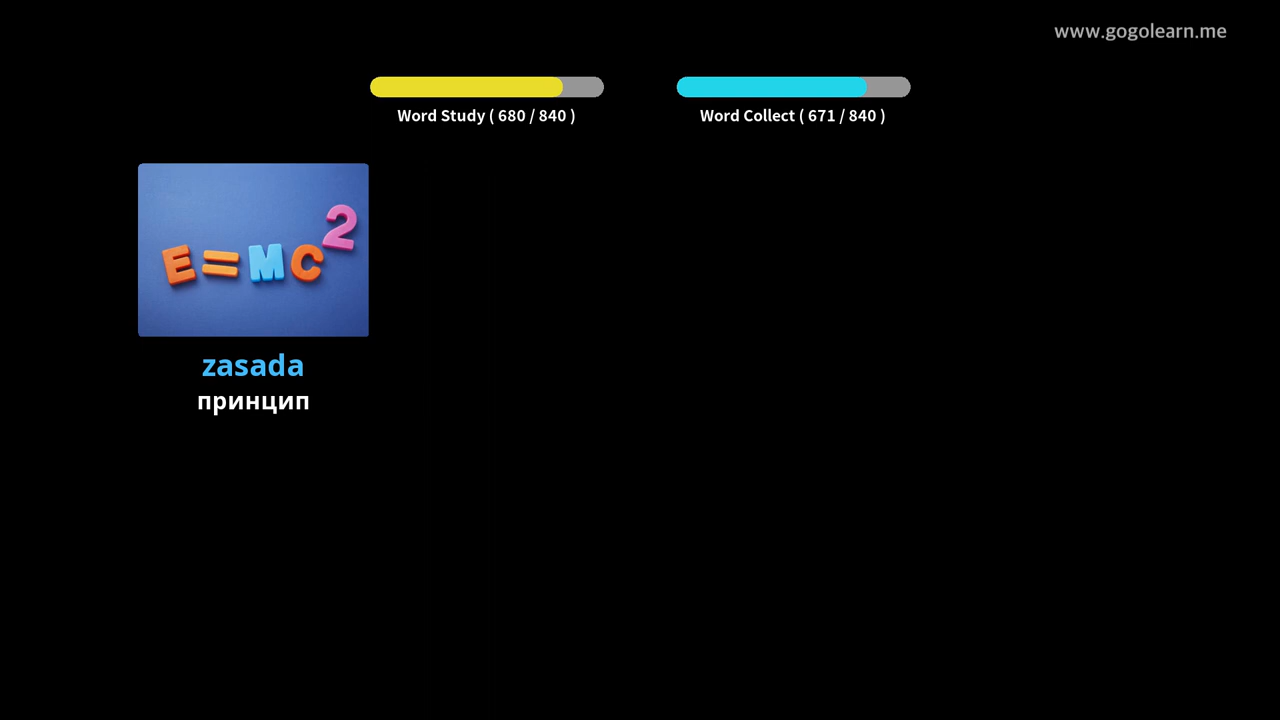 www.gogolearn.me
Word Study ( 680 / 840 )
Word Collect ( 671 / 840 )
E=MC²
zasada
принцип